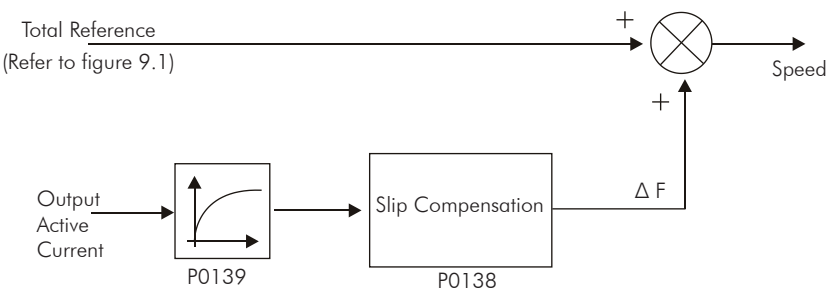 Total Reference
(Refer to figure 9.1)
+
Speed
+
Output
Active
Current
P0139
Slip Compensation
P0138
Δ F